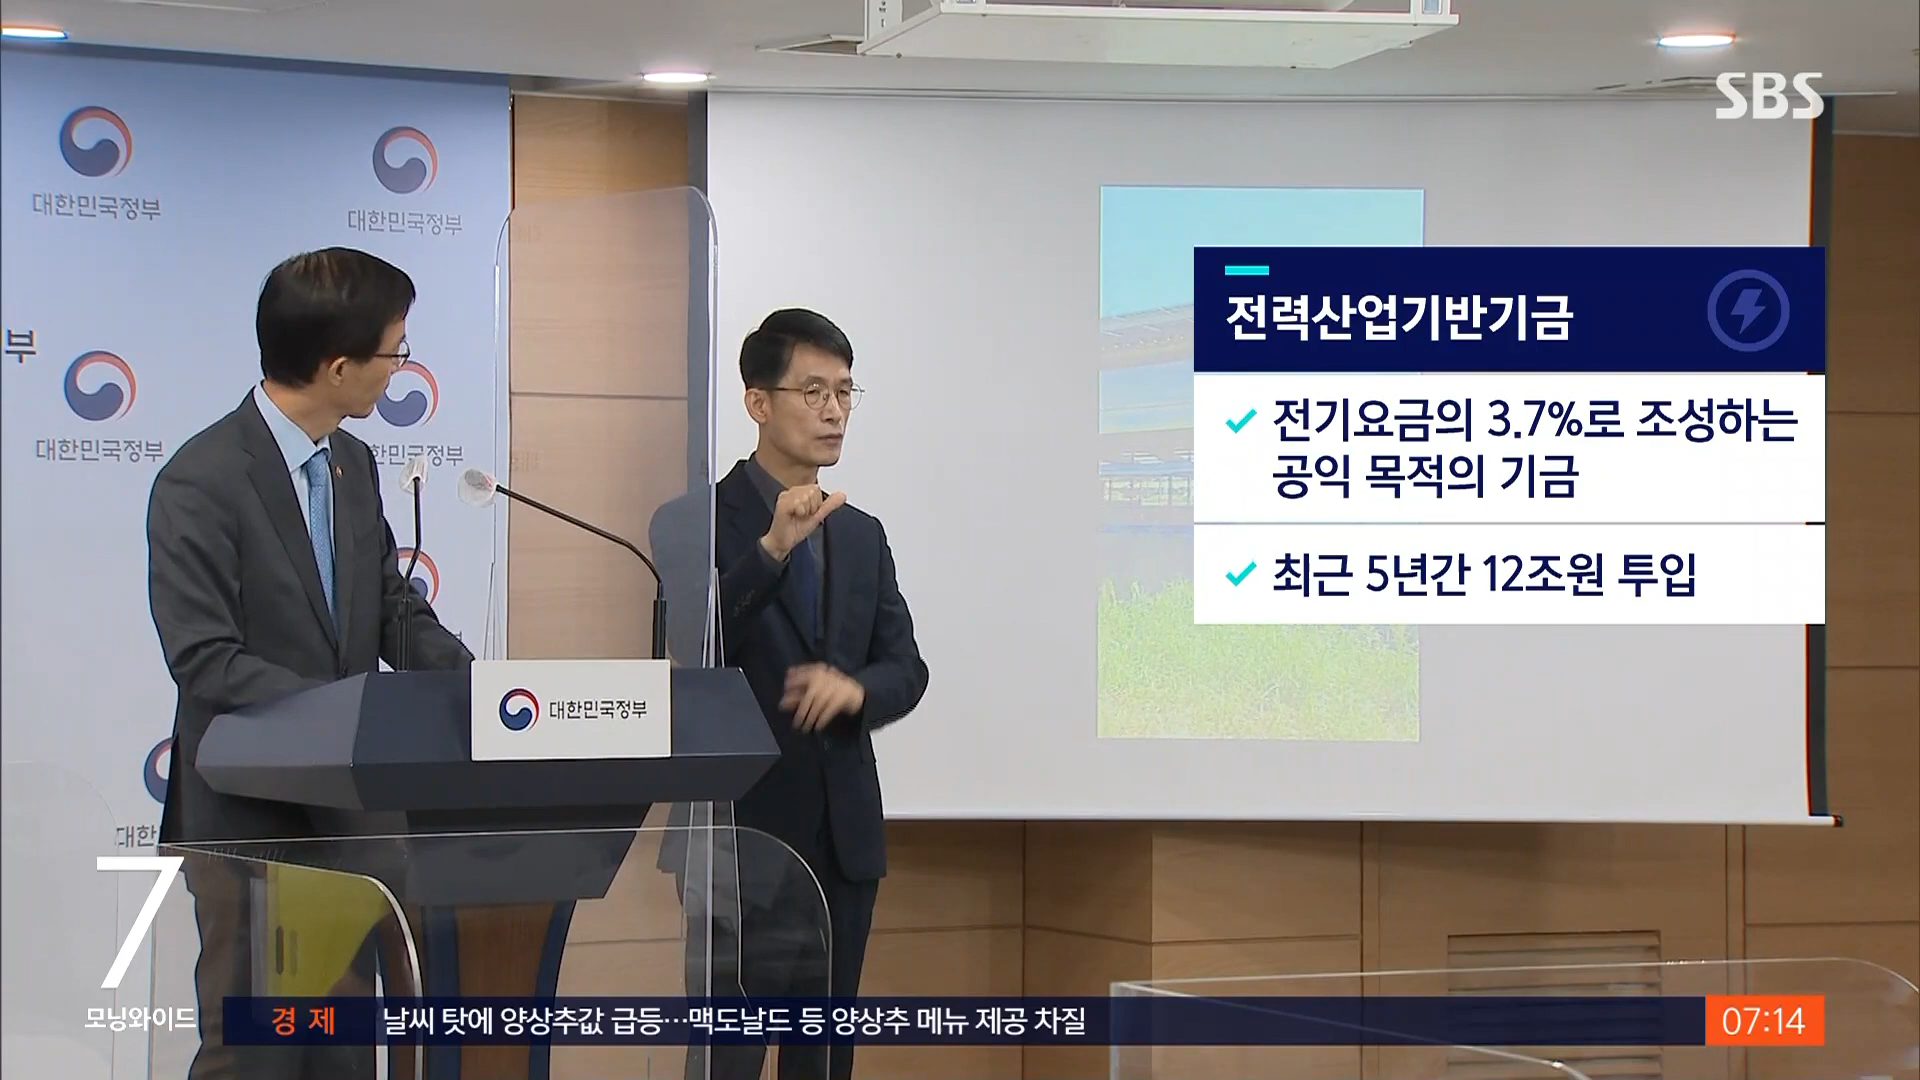 SBS
대한민국정부
대한민국정부
부
대한민국정부
대한민국정부
전력산업기반기금
전기요금의 3.7%로 조성하는
공익 목적의 기금
최근 5년간 12조원 투입
대한민국정부
대한
7
모닝와이드
경제
날씨 탓에 양상추값 급등…맥도날드 등 양상추 메뉴 제공 차질
07:14